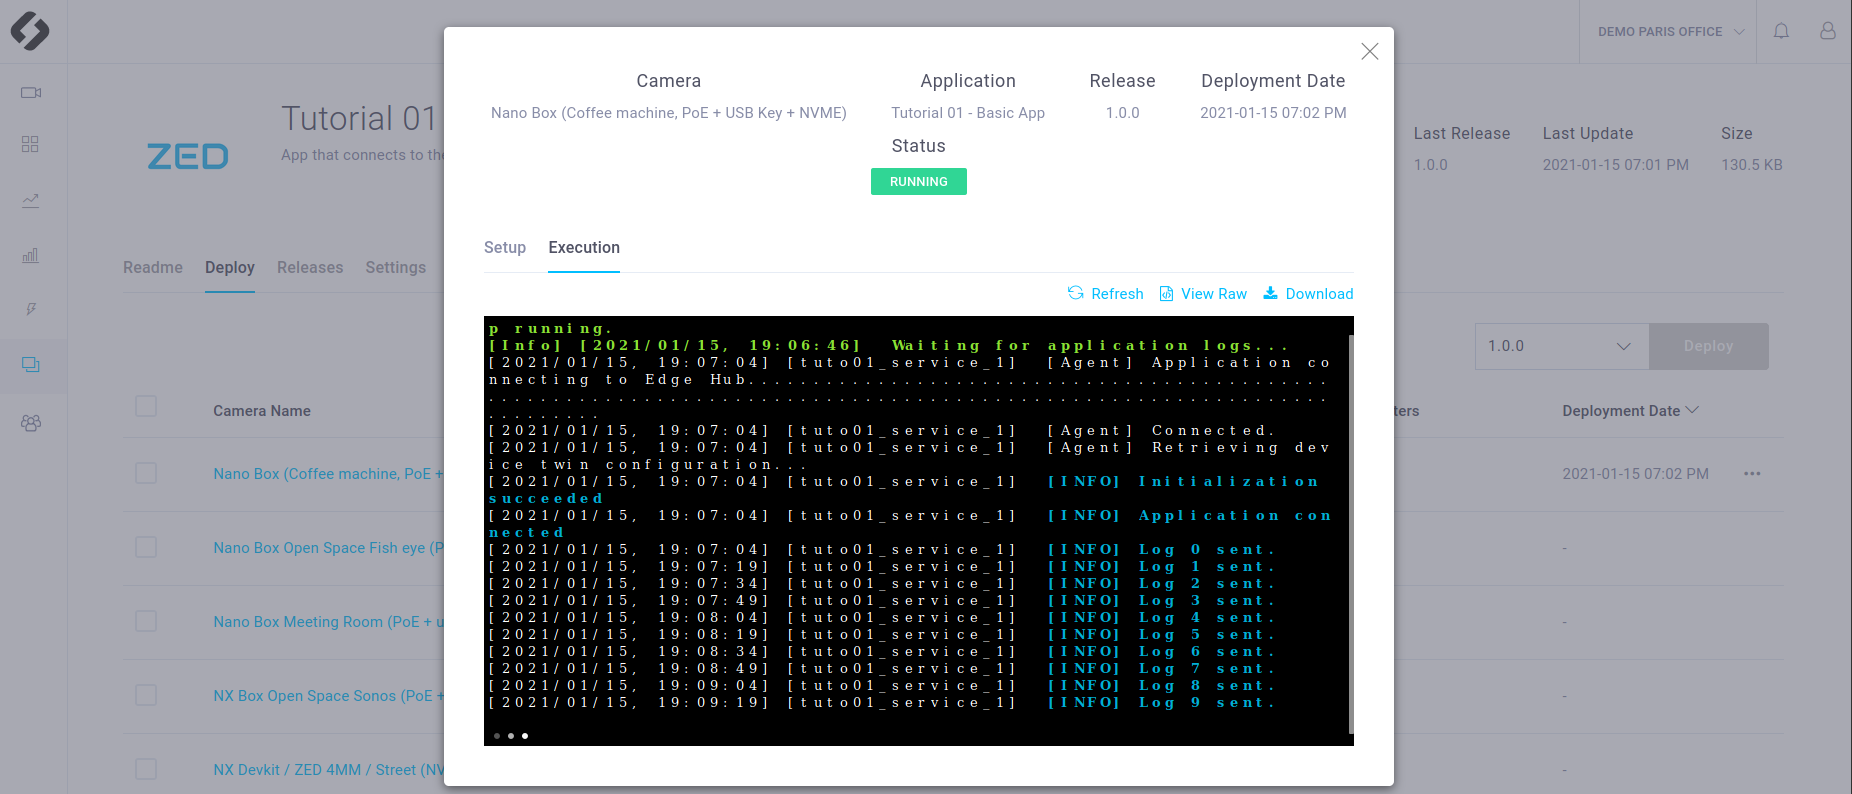 DEMO PARIS OFFICE
ZED
Tutorial 01
App that connects to the
Last Release Last Update Size
1.0.0 2021-01-15 07:01 PM 130.5 KB
Readme Deploy Releases Settings
1.0.0 Deploy
Camera Name ters Deployment Date
Nano Box (Coffee machine, PoE + 2021-01-15 07:02 PM ...
Nano Box Open Space Fish eye (P -
Nano Box Meeting Room (PoE + u -
NX Box Open Space Sonos (PoE + -
NX Devkit / ZED 4MM / Street (NV -
Camera Application Release Deployment Date
Nano Box (Coffee machine, PoE + USB Key + NVME) Tutorial 01 - Basic App 1.0.0 2021-01-15 07:02 PM
Status
RUNNING
Setup Execution
Refresh View Raw Download
p running.
[Info] [2021/01/15, 19:06:46] Waiting for application logs...
[2021/01/15, 19:07:04] [tuto01_service_1] [Agent] Application co
nnecting to Edge Hub.............................................
.................................................................
.........
[2021/01/15, 19:07:04] [tuto01_service_1] [Agent] Connected.
[2021/01/15, 19:07:04] [tuto01_service_1] [Agent] Retrieving dev
ice twin configuration...
[2021/01/15, 19:07:04] [tuto01_service_1] [INFO] Initialization
succeeded
[2021/01/15, 19:07:04] [tuto01_service_1] [INFO] Application con
nected
[2021/01/15, 19:07:04] [tuto01_service_1] [INFO] Log 0 sent.
[2021/01/15, 19:07:19] [tuto01_service_1] [INFO] Log 1 sent.
[2021/01/15, 19:07:34] [tuto01_service_1] [INFO] Log 2 sent.
[2021/01/15, 19:07:49] [tuto01_service_1] [INFO] Log 3 sent.
[2021/01/15, 19:08:04] [tuto01_service_1] [INFO] Log 4 sent.
[2021/01/15, 19:08:19] [tuto01_service_1] [INFO] Log 5 sent.
[2021/01/15, 19:08:34] [tuto01_service_1] [INFO] Log 6 sent.
[2021/01/15, 19:08:49] [tuto01_service_1] [INFO] Log 7 sent.
[2021/01/15, 19:09:04] [tuto01_service_1] [INFO] Log 8 sent.
[2021/01/15, 19:09:19] [tuto01_service_1] [INFO] Log 9 sent.